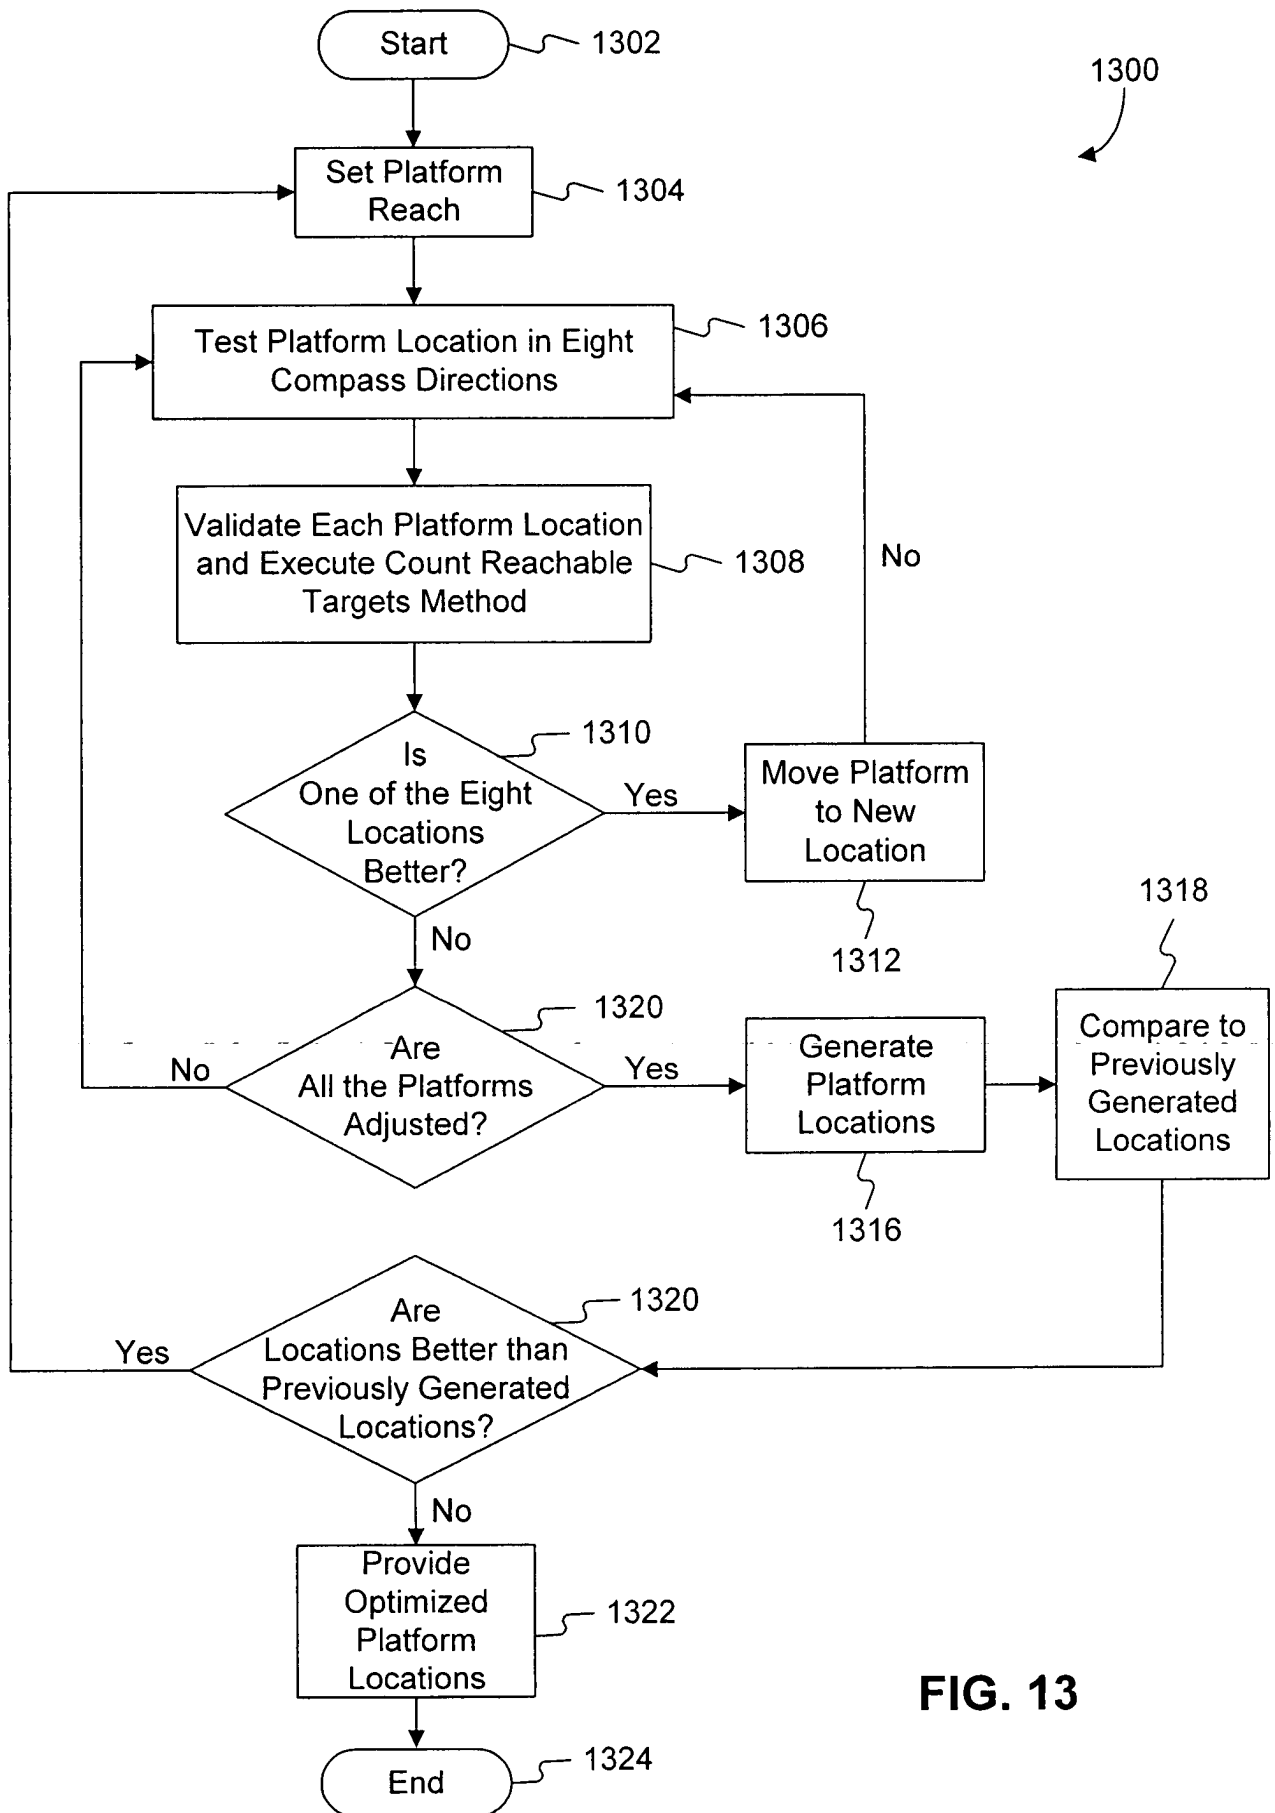 Start
1302
1300
Set Platform
Reach
1304
Test Platform Location in Eight
Compass Directions
1306
Validate Each Platform Location
and Execute Count Reachable
Targets Method
1308
No
Is
One of the Eight
Locations
Better?
1310
Yes
Move Platform
to New
Location
1312
No
Are
All the Platforms
Adjusted?
1320
No
Yes
Generate
Platform
Locations
1316
1318
Compare to
Previously
Generated
Locations
Are
Locations Better than
Previously Generated
Locations?
1320
Yes
No
Provide
Optimized
Platform
Locations
1322
End
1324
FIG. 13